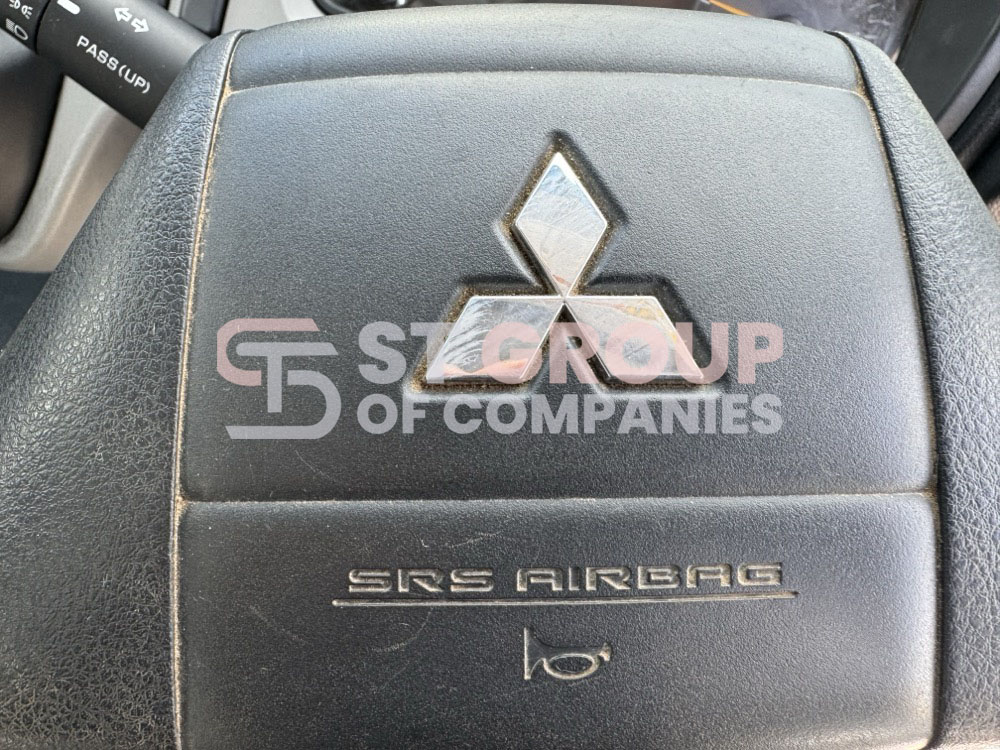 PASS(UP)
ST GROUP
OF COMPANIES
SRS AIRBAG